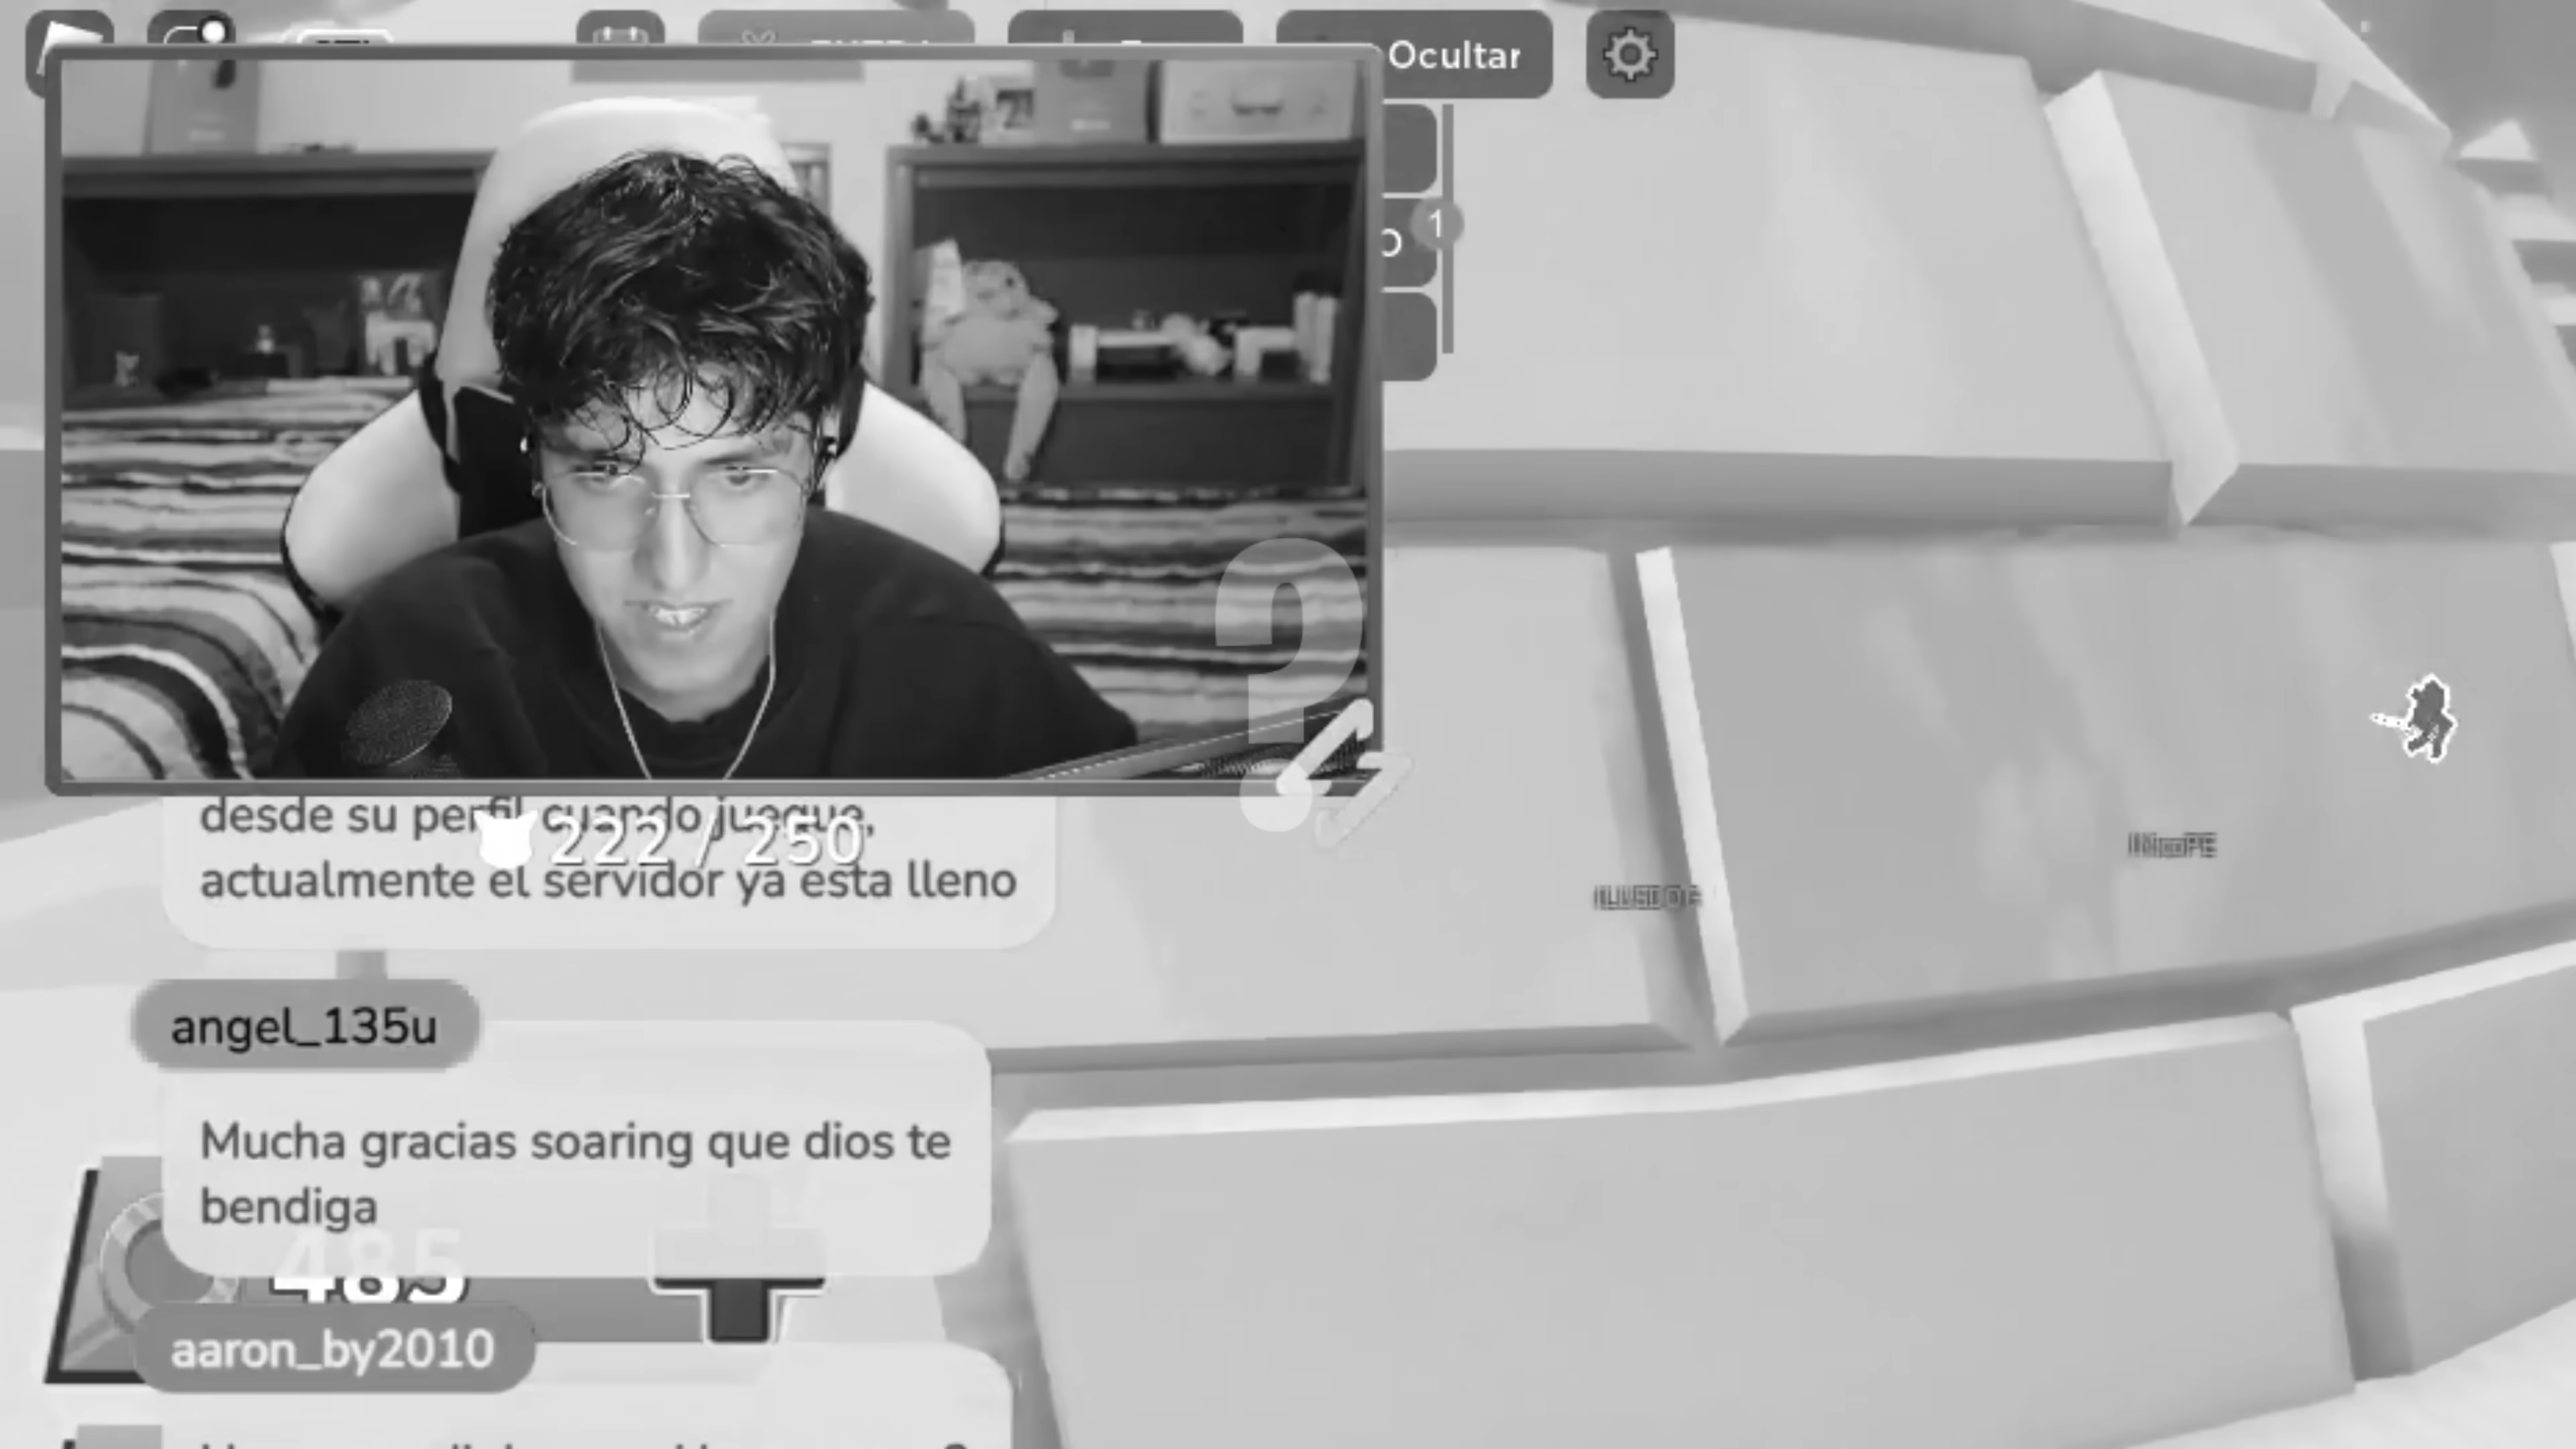 Ocultar
1
desde su perfil cuando juegue,
222 / 250
actualmente el servidor ya esta lleno
angel_135u
Mucha gracias soaring que dios te
bendiga
485
aaron_by2010